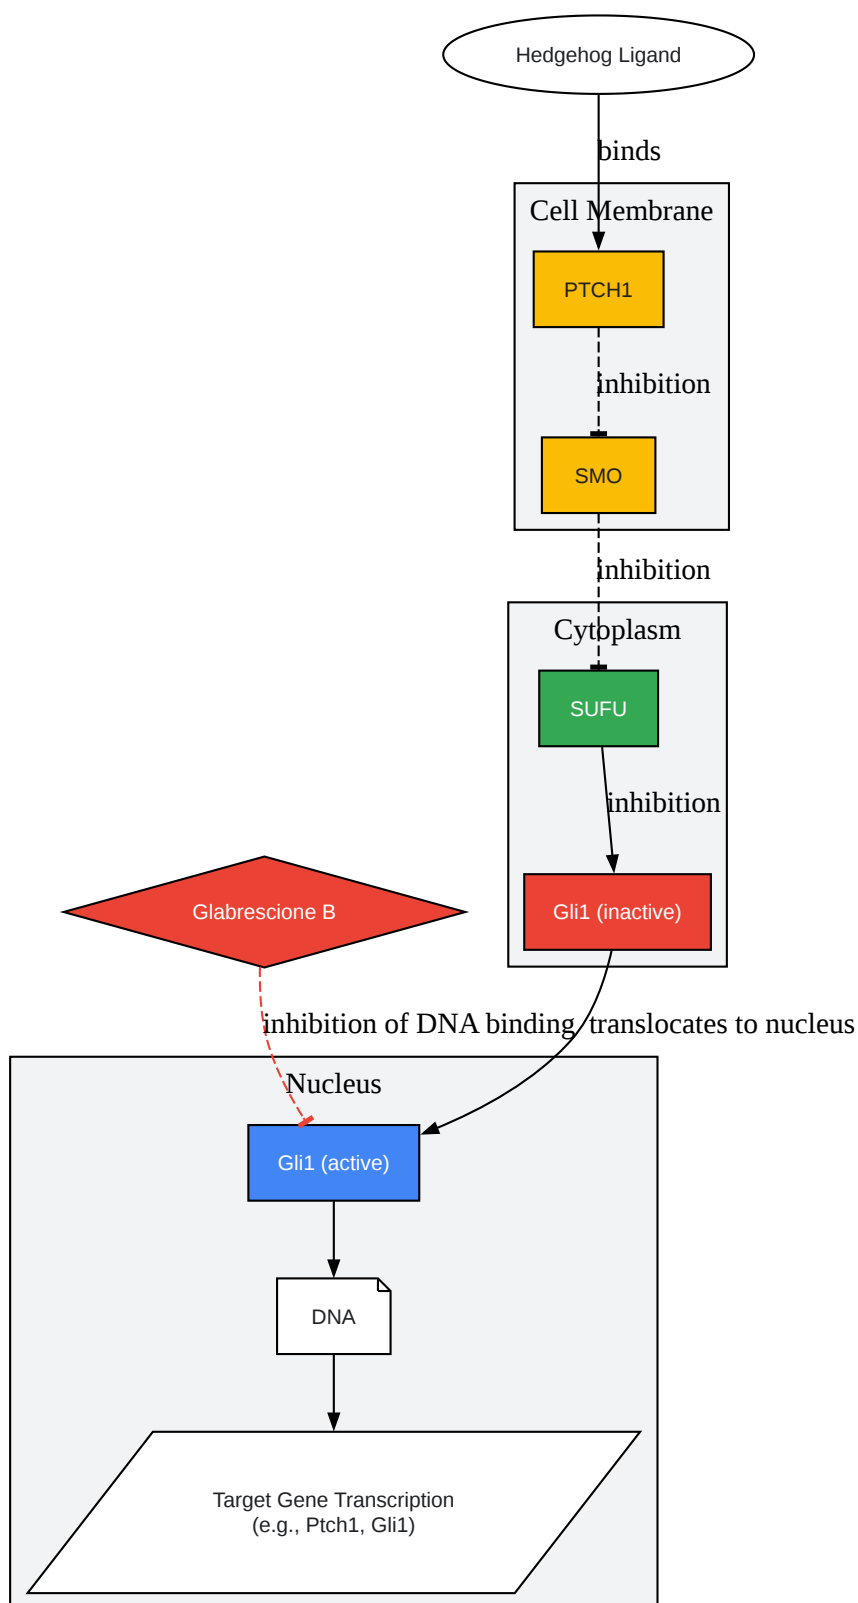 Hedgehog Ligand
binds
Cell Membrane
PTCH1
inhibition
SMO
inhibition
Cytoplasm
SUFU
inhibition
Glabrescione B
Gli1 (inactive)
inhibition of DNA binding
translocates to nucleus
Nucleus
Gli1 (active)
DNA
Target Gene Transcription
(e.g., Ptch1, Gli1)